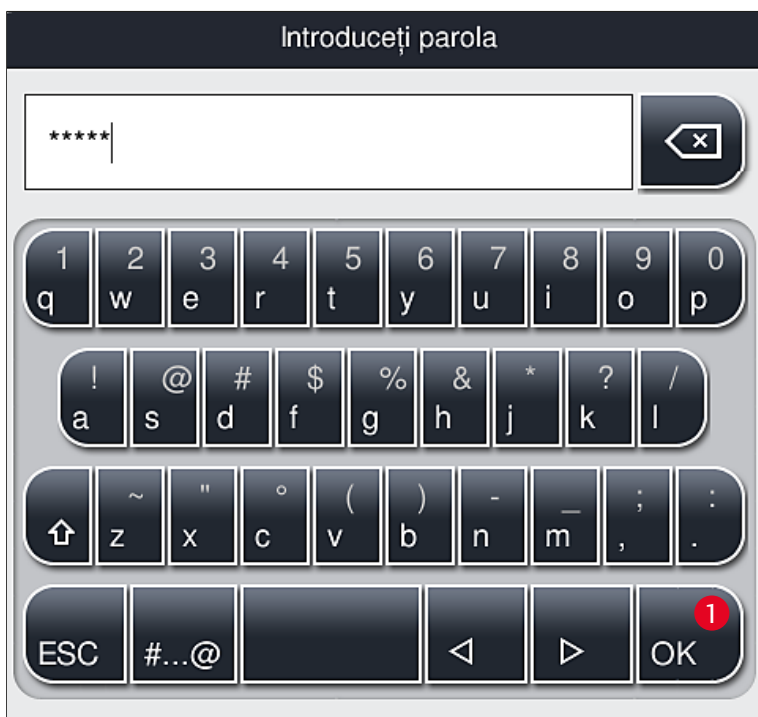 Introduceți parola
*****
1 2 3 4 5 6 7 8 9 0
q w e r t y u i o p
! @ # $ % & * ? /
a s d f g h j k l
~ " ° ( ) - _ ; :
z x c v b n m , .
ESC #...@ OK 1